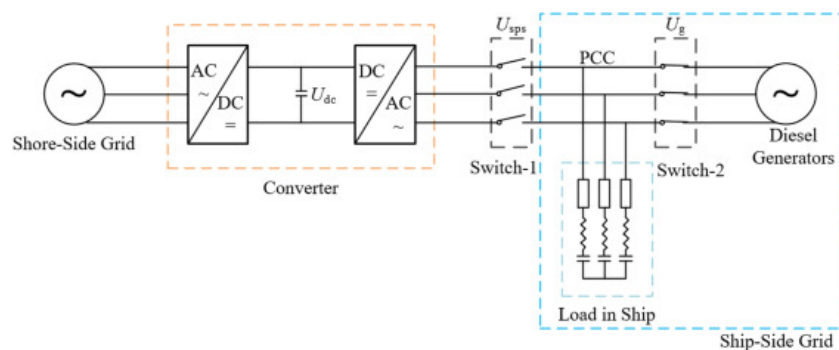 U_sps
U_g
AC
~
DC
=
U_dc
DC
=
AC
~
PCC
~
~
Shore-Side Grid
Diesel
Generators
Switch-1
Switch-2
Converter
Load in Ship
Ship-Side Grid